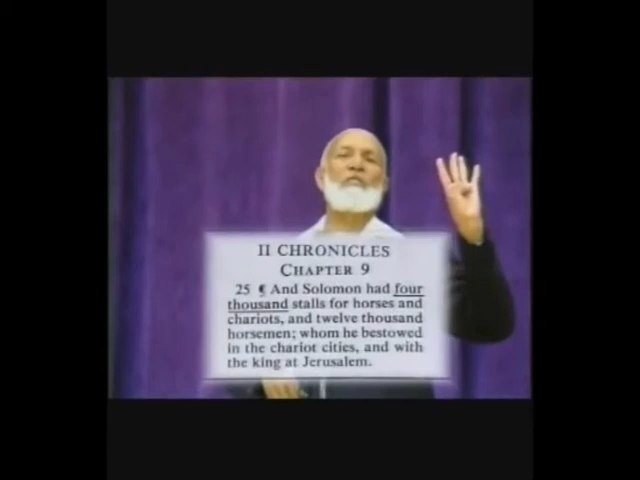 II CHRONICLES
CHAPTER 9
25 ¶ And Solomon had four
thousand stalls for horses and
chariots, and twelve thousand
horsemen; whom he bestowed
in the chariot cities, and with
the king at Jerusalem.